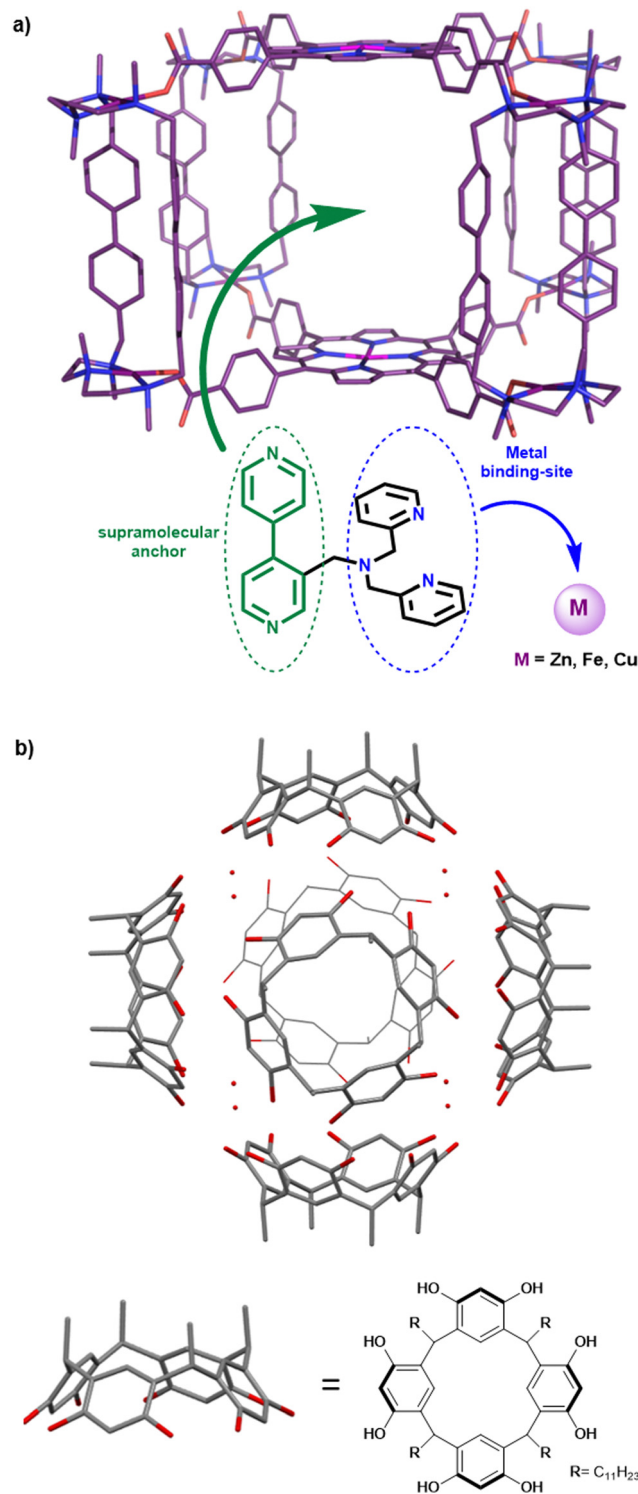 a)
N
supramolecular
anchor
N
N
N
N
Metal
binding-site
M
M = Zn, Fe, Cu
b)
HO OH
R R
HO OH
=
HO OH
R R
HO OH
R= C₁₁H₂₃